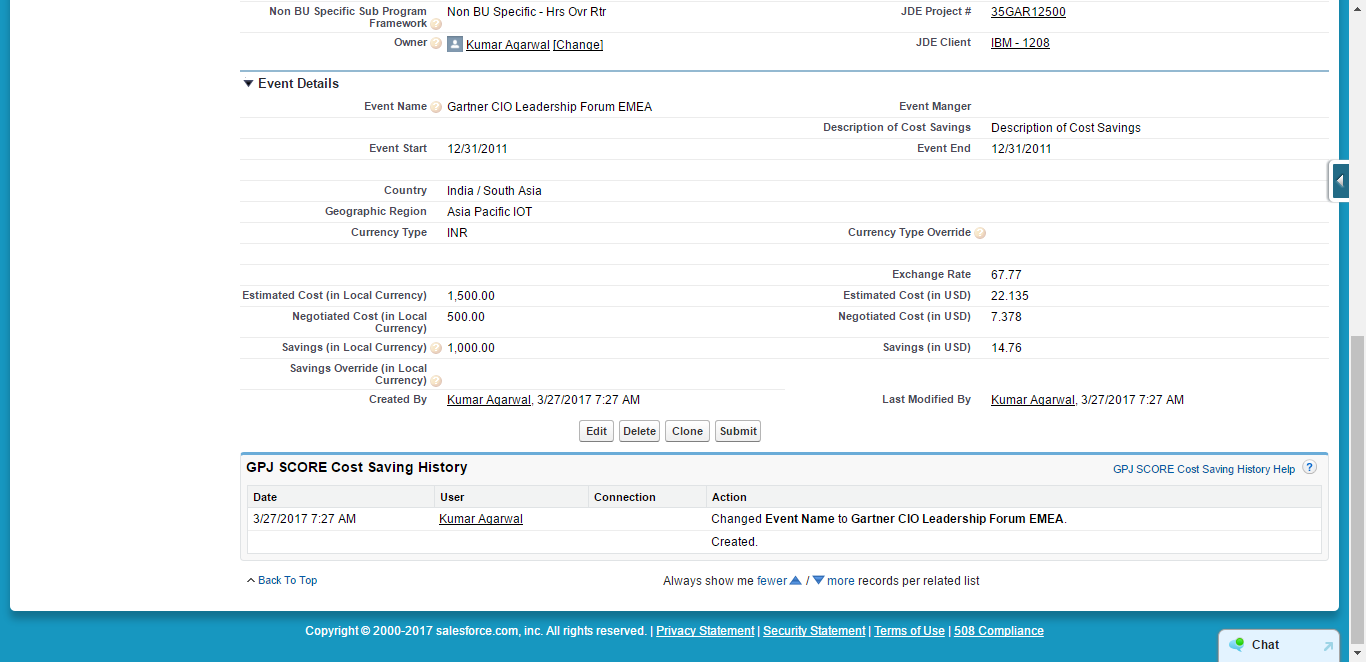 Non BU Specific Sub Program Framework Non BU Specific - Hrs Ovr Rtr JDE Project # 35GAR12500
Owner Kumar Agarwal [Change] JDE Client IBM - 1208
Event Details
Event Name Gartner CIO Leadership Forum EMEA Event Manger
Description of Cost Savings Description of Cost Savings
Event Start 12/31/2011 Event End 12/31/2011
Country India / South Asia
Geographic Region Asia Pacific IOT
Currency Type INR Currency Type Override
Exchange Rate 67.77
Estimated Cost (in Local Currency) 1,500.00 Estimated Cost (in USD) 22.135
Negotiated Cost (in Local Currency) 500.00 Negotiated Cost (in USD) 7.378
Savings (in Local Currency) 1,000.00 Savings (in USD) 14.76
Savings Override (in Local Currency)
Created By Kumar Agarwal, 3/27/2017 7:27 AM Last Modified By Kumar Agarwal, 3/27/2017 7:27 AM
Edit Delete Clone Submit
GPJ SCORE Cost Saving History GPJ SCORE Cost Saving History Help ?
Date User Connection Action
3/27/2017 7:27 AM Kumar Agarwal Changed Event Name to Gartner CIO Leadership Forum EMEA.
Created.
Back To Top Always show me fewer / more records per related list
Copyright © 2000-2017 salesforce.com, inc. All rights reserved. | Privacy Statement | Security Statement | Terms of Use | 508 Compliance
Chat